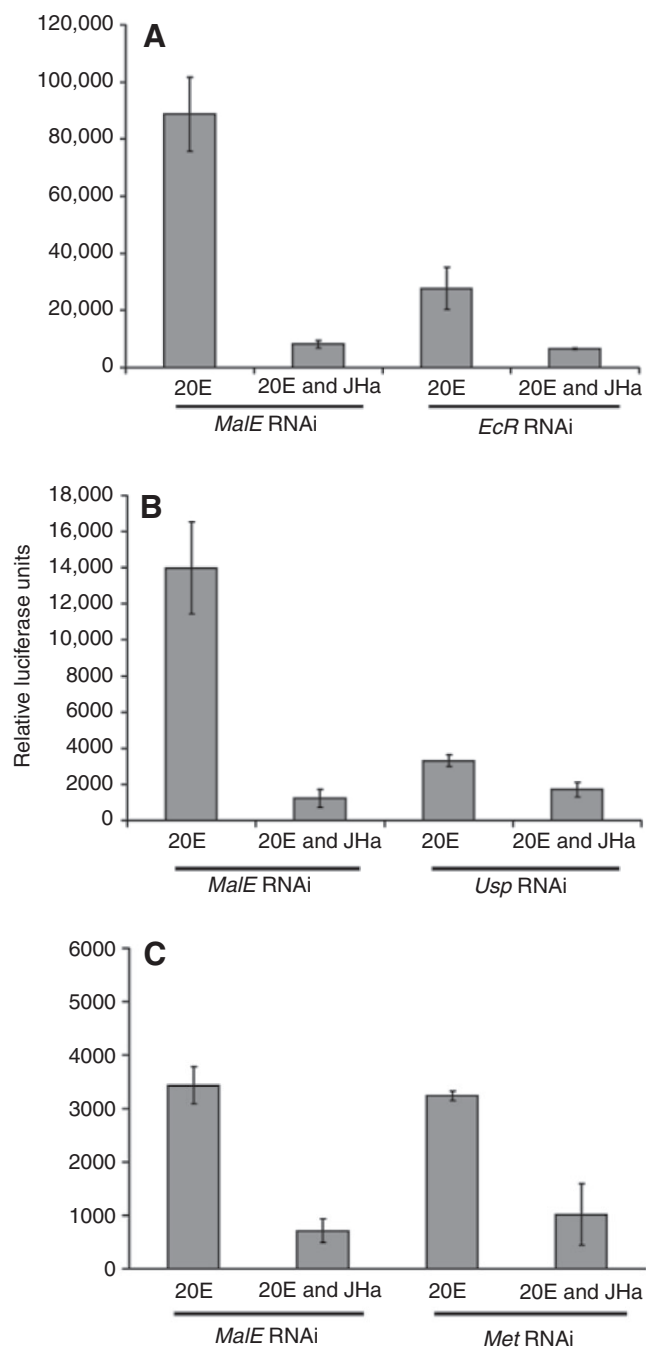 A
120,000
100,000
80,000
60,000
40,000
20,000
0
20E 20E and JHa 20E 20E and JHa
MalE RNAi EcR RNAi
B
Relative luciferase units
18,000
16,000
14,000
12,000
10,000
8000
6000
4000
2000
0
20E 20E and JHa 20E 20E and JHa
MalE RNAi Usp RNAi
C
6000
5000
4000
3000
2000
1000
0
20E 20E and JHa 20E 20E and JHa
MalE RNAi Met RNAi